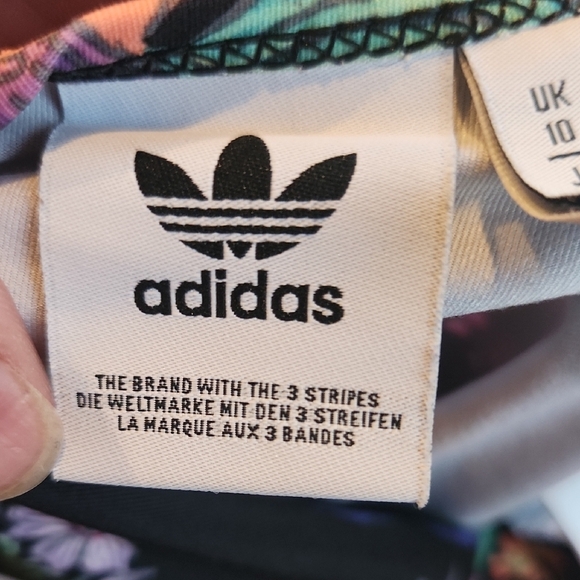 adidas
THE BRAND WITH THE 3 STRIPES
DIE WELTMARKE MIT DEN 3 STREIFEN
LA MARQUE AUX 3 BANDES
UK
10
J